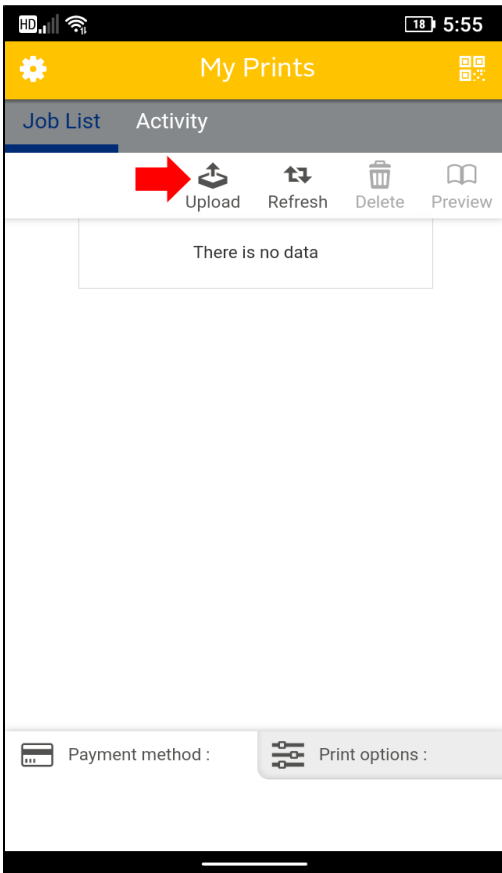 HD 18 5:55
My Prints
Job List Activity
Upload Refresh Delete Preview
There is no data
Payment method : Print options :